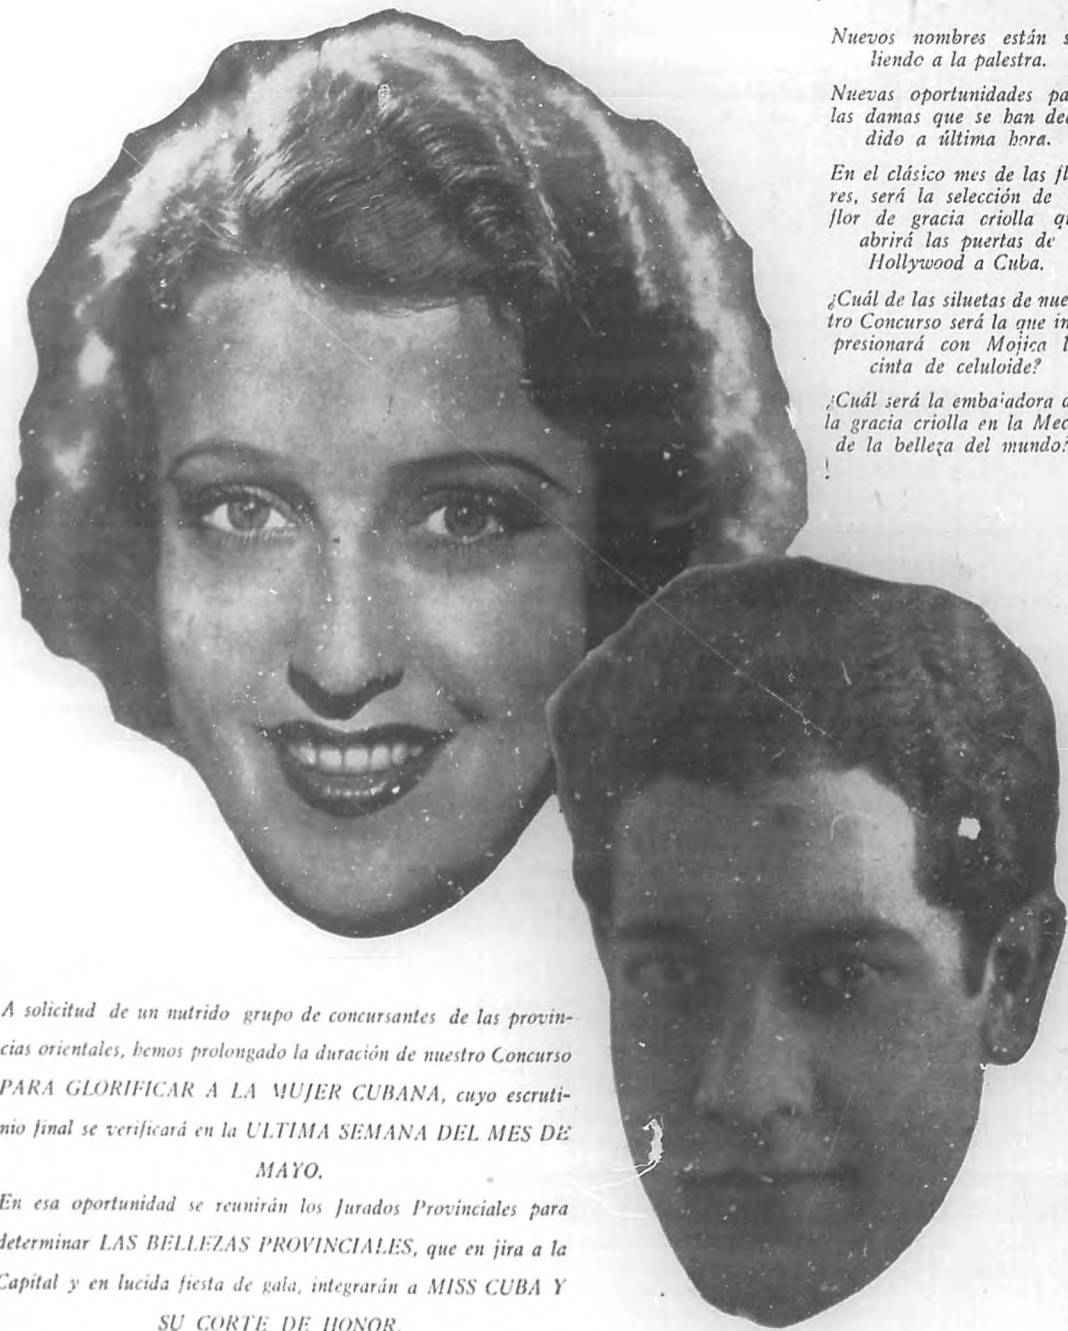 Nuevos nombres están s
liendo a la palestra.
Nuevas oportunidades pa
las damas que se han dec
dido a última hora.
En el clásico mes de las fl
res, será la selección de
flor de gracia criolla qu
abrirá las puertas de
Hollywood a Cuba.
¿Cuál de las siluetas de nue
tro Concurso será la que in
presionará con Mojica l
cinta de celuloide?
¿Cuál será la embajadora d
la gracia criolla en la Mec
de la belleza del mundo?
A solicitud de un nutrido grupo de concursantes de las provin-
cias orientales, hemos prolongado la duración de nuestro Concurso
PARA GLORIFICAR A LA MUJER CUBANA, cuyo escruti-
nio final se verificará en la ULTIMA SEMANA DEL MES DE
MAYO.
En esa oportunidad se reunirán los Jurados Provinciales para
determinar LAS BELLEZAS PROVINCIALES, que en jira a la
Capital y en lucida fiesta de gala, integrarán a MISS CUBA Y
SU CORTE DE HONOR.